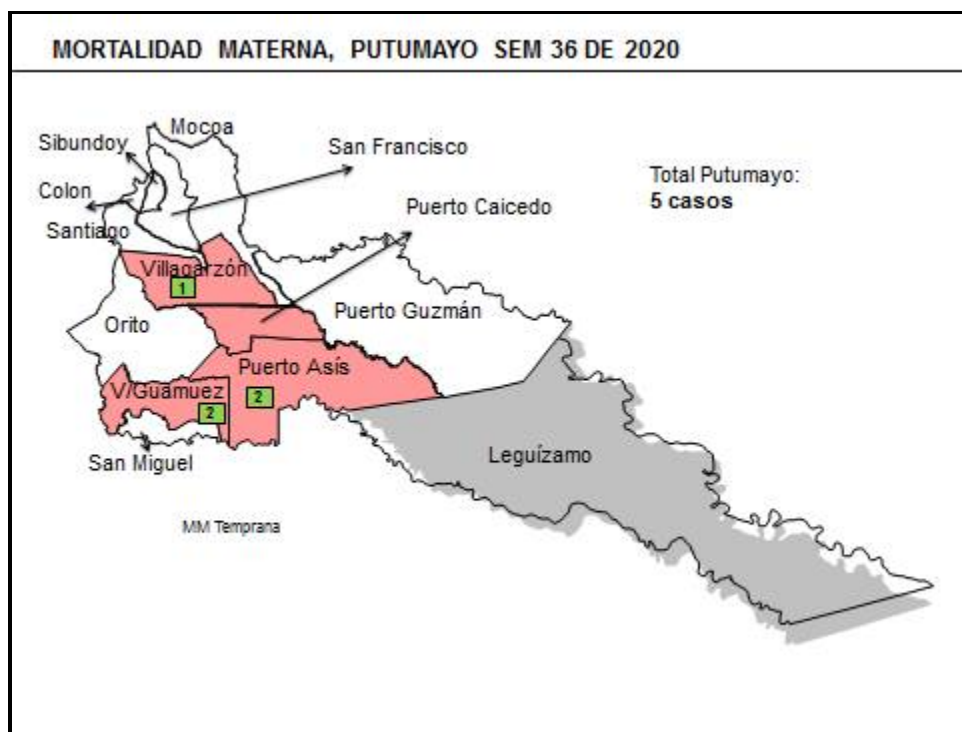 MORTALIDAD MATERNA, PUTUMAYO SEM 36 DE 2020
Mocoa
Sibundoy
San Francisco
Total Putumayo:
5 casos
Colon
Puerto Caicedo
Santiago
Villagarzón
1
Orito
Puerto Guzmán
Puerto Asís
V/Guamuez
2
2
Leguízamo
San Miguel
MM Temprana